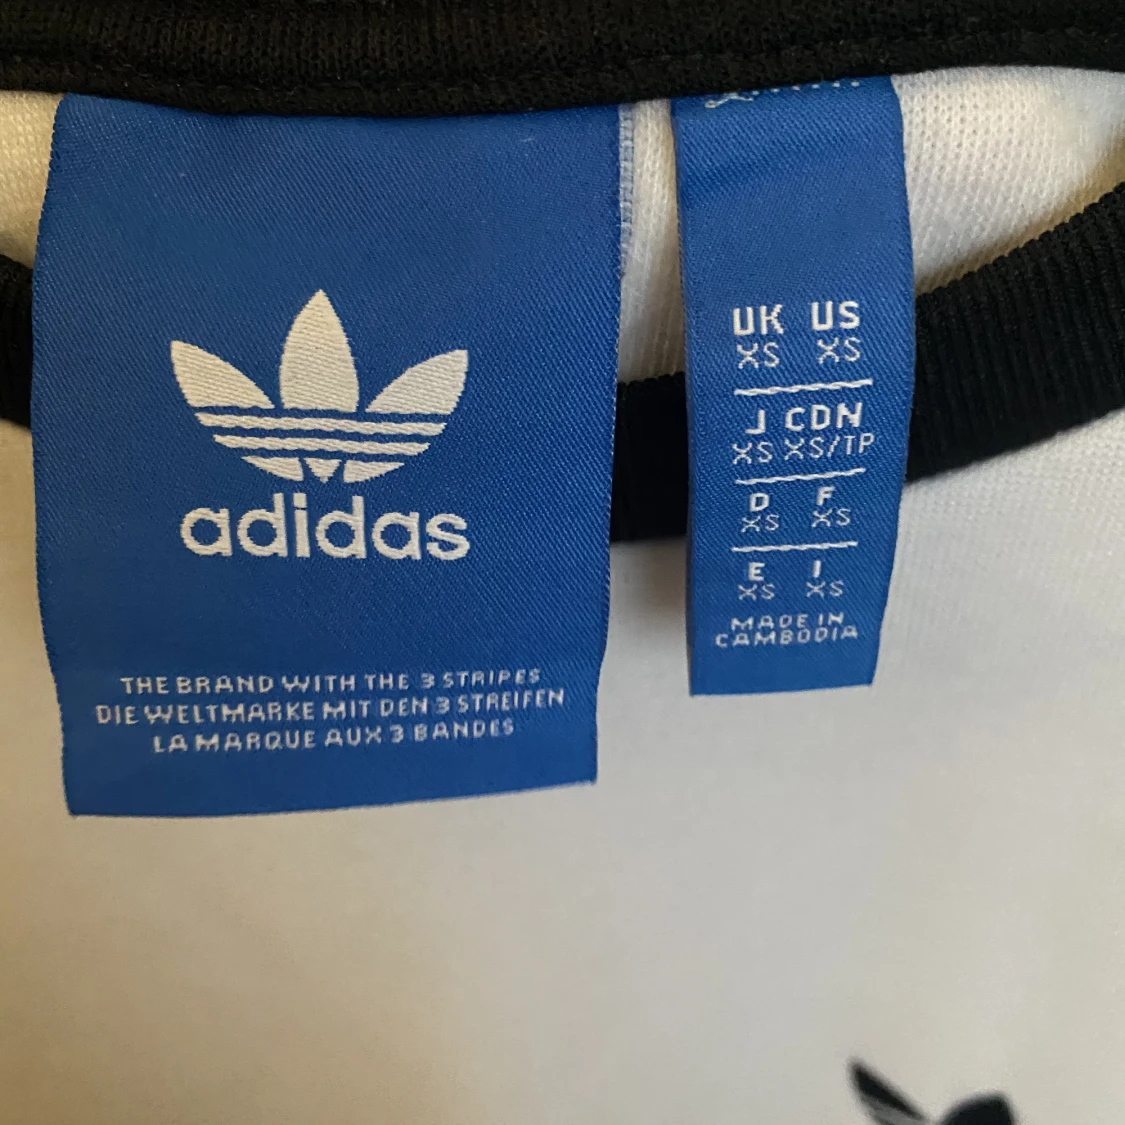 adidas
THE BRAND WITH THE 3 STRIPES
DIE WELTMARKE MIT DEN 3 STREIFEN
LA MARQUE AUX 3 BANDES
UK US
XS XS
J CDN
XS XS/TP
D F
XS XS
E I
XS XS
MADE IN
CAMBODIA